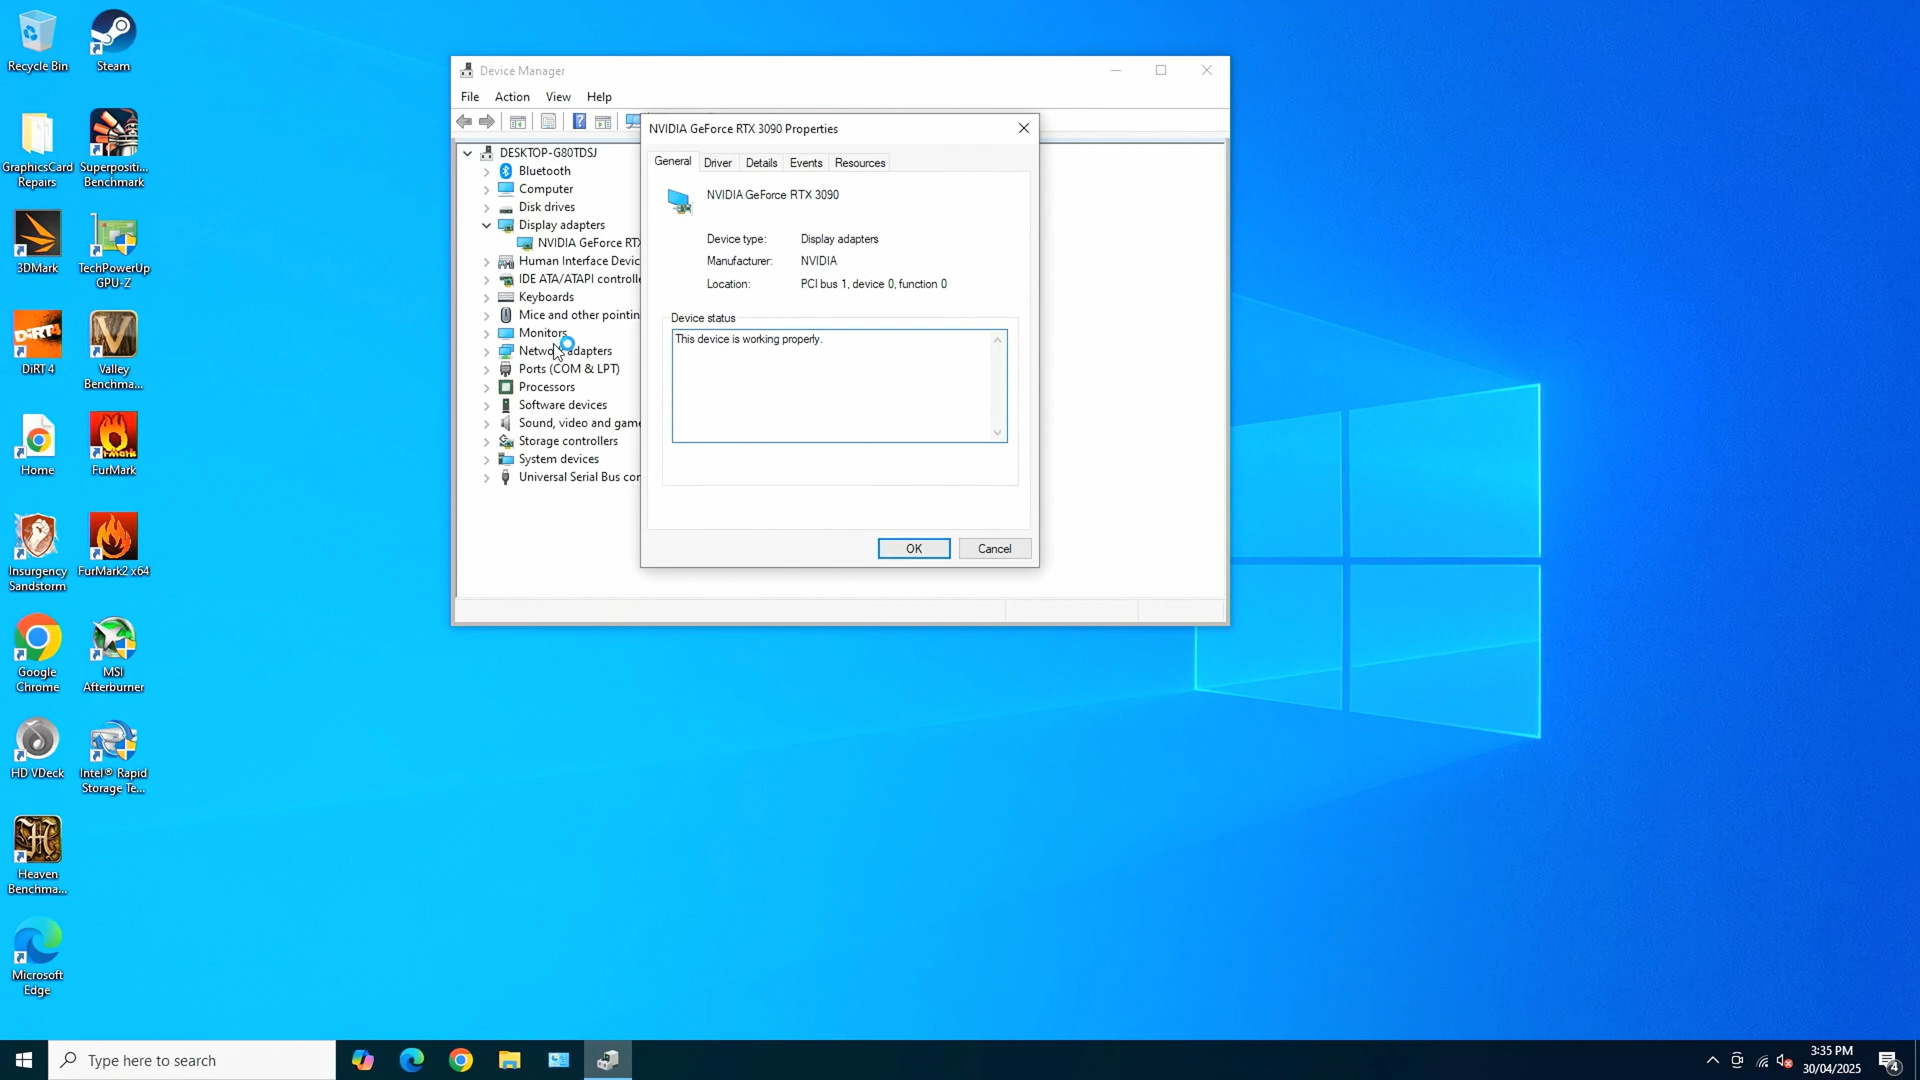 Recycle Bin
Steam
GraphicsCard
Repairs
Superpositi...
Benchmark
3DMark
TechPowerUp
GPU-Z
DiRT 4
Valley
Benchma...
Home
FurMark
Insurgency
Sandstorm
FurMark2 x64
Google
Chrome
MSI
Afterburner
HD VDeck
Intel® Rapid
Storage Te...
Heaven
Benchma...
Microsoft
Edge
Device Manager
File Action View Help
DESKTOP-G80TDSJ
Bluetooth
Computer
Disk drives
Display adapters
NVIDIA GeForce RTX
Human Interface Devic
IDE ATA/ATAPI controlle
Keyboards
Mice and other pointin
Monitors
Network adapters
Ports (COM & LPT)
Processors
Software devices
Sound, video and game
Storage controllers
System devices
Universal Serial Bus cor
NVIDIA GeForce RTX 3090 Properties
General Driver Details Events Resources
NVIDIA GeForce RTX 3090
Device type: Display adapters
Manufacturer: NVIDIA
Location: PCI bus 1, device 0, function 0
Device status
This device is working properly.
OK Cancel
Type here to search
3:35 PM
30/04/2025
4